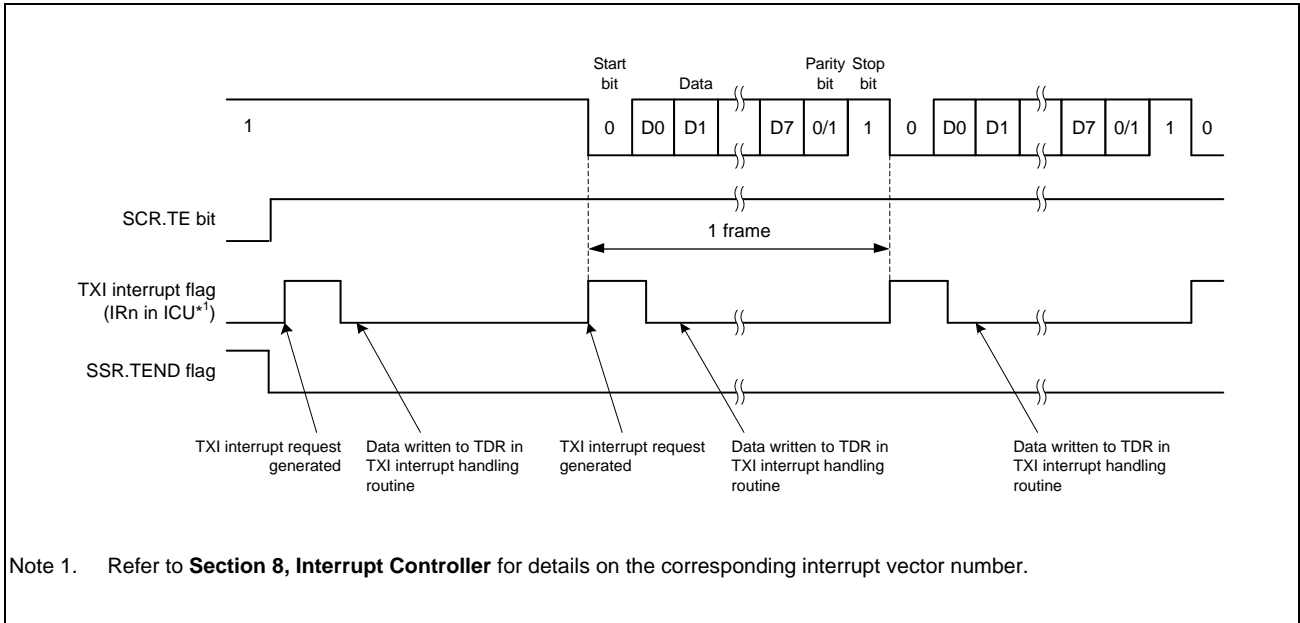 Start
bit
Data
Parity
bit
Stop
bit
1
0 D0 D1 D7 0/1 1 0 D0 D1 D7 0/1 1 0
SCR.TE bit
1 frame
TXI interrupt flag
(IRn in ICU*1)
SSR.TEND flag
TXI interrupt request
generated
Data written to TDR in
TXI interrupt handling
routine
TXI interrupt request
generated
Data written to TDR in
TXI interrupt handling
routine
Data written to TDR in
TXI interrupt handling
routine
Note 1. Refer to Section 8, Interrupt Controller for details on the corresponding interrupt vector number.